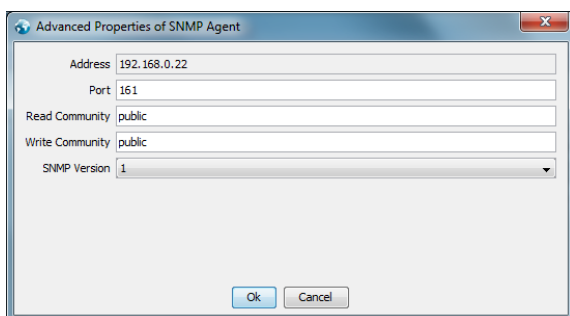 Advanced Properties of SNMP Agent
Address 192.168.0.22
Port 161
Read Community public
Write Community public
SNMP Version 1
Ok Cancel